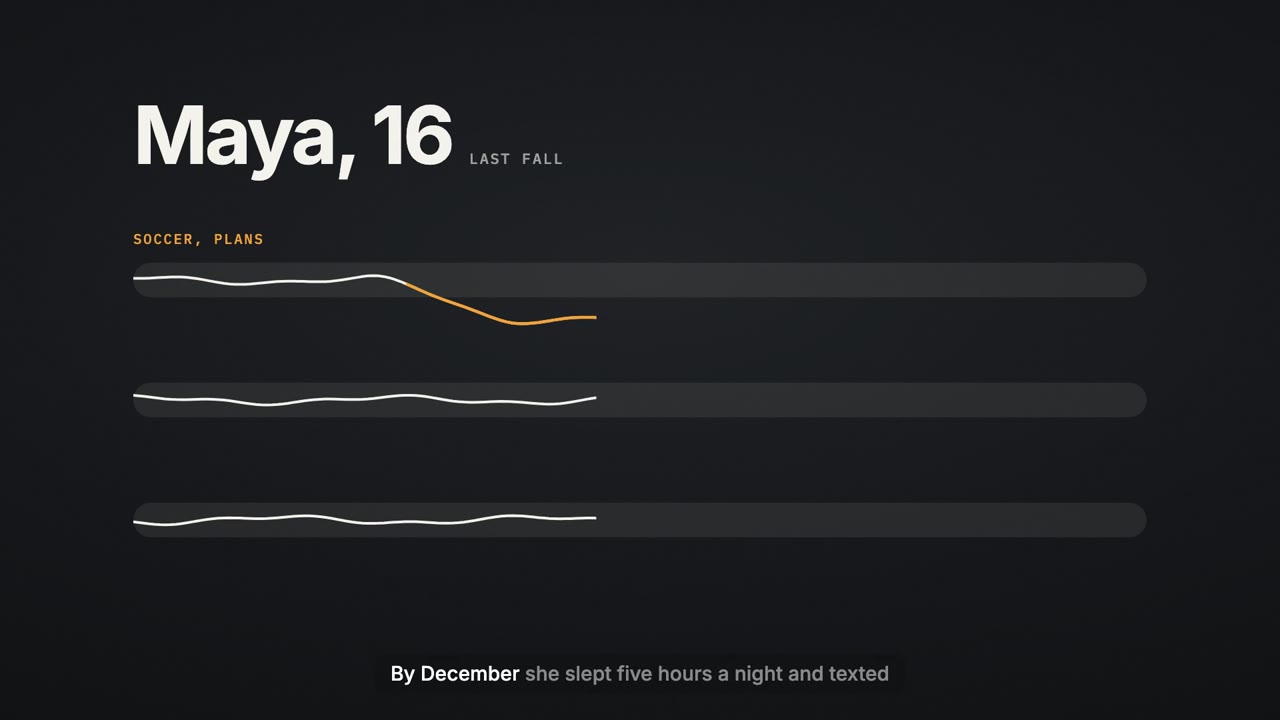 Maya, 16 LAST FALL
SOCCER, PLANS
By December she slept five hours a night and texted